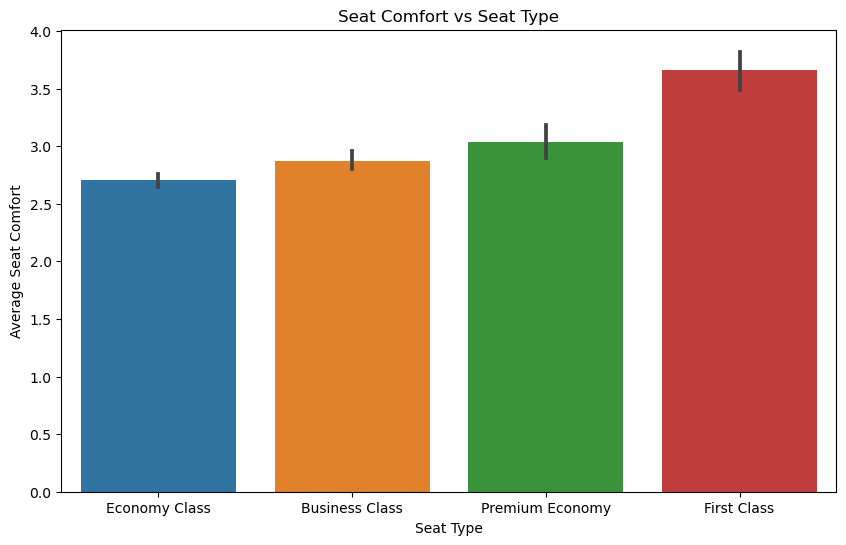 Seat Comfort vs Seat Type
Average Seat Comfort
4.0
3.5
3.0
2.5
2.0
1.5
1.0
0.5
0.0
Economy Class
Business Class
Premium Economy
First Class
Seat Type